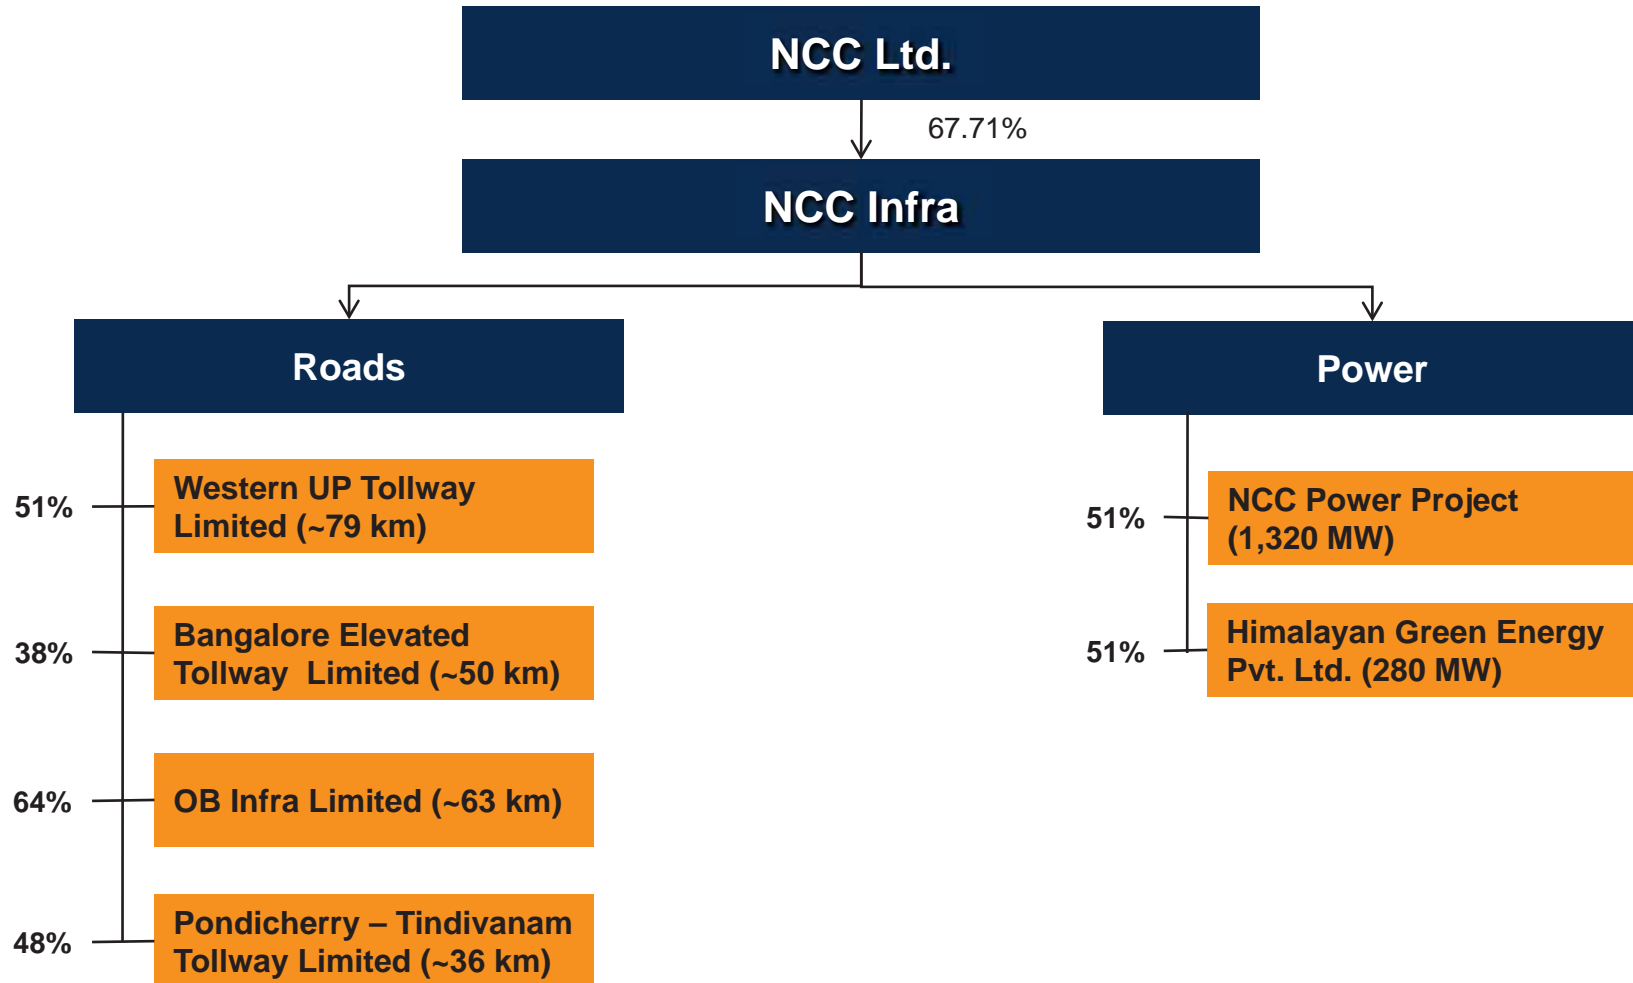 NCC Ltd.
67.71%
NCC Infra
Roads
51%
Western UP Tollway
Limited (~79 km)
38%
Bangalore Elevated
Tollway Limited (~50 km)
64%
OB Infra Limited (~63 km)
48%
Pondicherry – Tindivanam
Tollway Limited (~36 km)
Power
51%
NCC Power Project
(1,320 MW)
51%
Himalayan Green Energy
Pvt. Ltd. (280 MW)